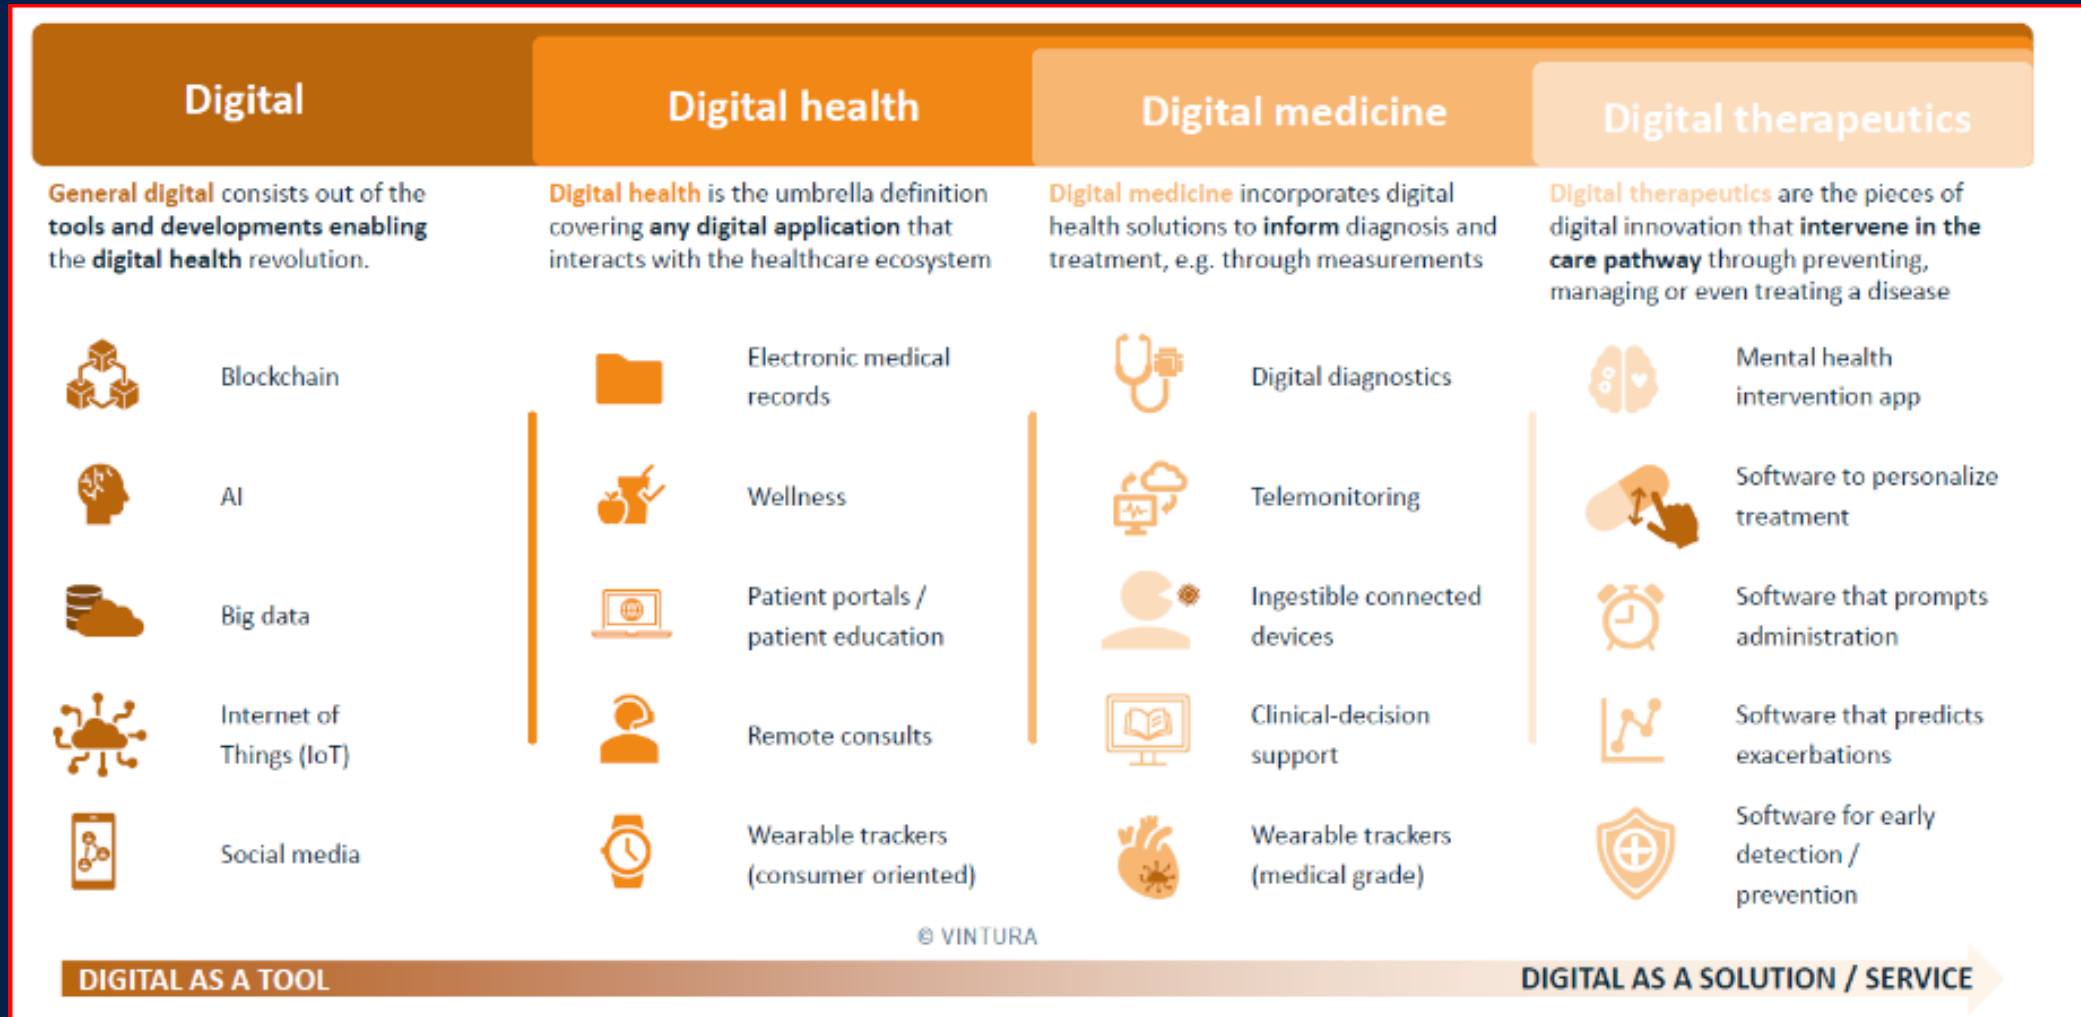 Digital
Digital health
Digital medicine
Digital therapeutics
General digital consists out of the
tools and developments enabling
the digital health revolution.
Digital health is the umbrella definition
covering any digital application that
interacts with the healthcare ecosystem
Digital medicine incorporates digital
health solutions to inform diagnosis and
treatment, e.g. through measurements
Digital therapeutics are the pieces of
digital innovation that intervene in the
care pathway through preventing,
managing or even treating a disease
Blockchain
AI
Big data
Internet of
Things (IoT)
Social media
Electronic medical
records
Wellness
Patient portals /
patient education
Remote consults
Wearable trackers
(consumer oriented)
Digital diagnostics
Telemonitoring
Ingestible connected
devices
Clinical-decision
support
Wearable trackers
(medical grade)
Mental health
intervention app
Software to personalize
treatment
Software that prompts
administration
Software that predicts
exacerbations
Software for early
detection /
prevention
© VINTURA
DIGITAL AS A TOOL
DIGITAL AS A SOLUTION / SERVICE